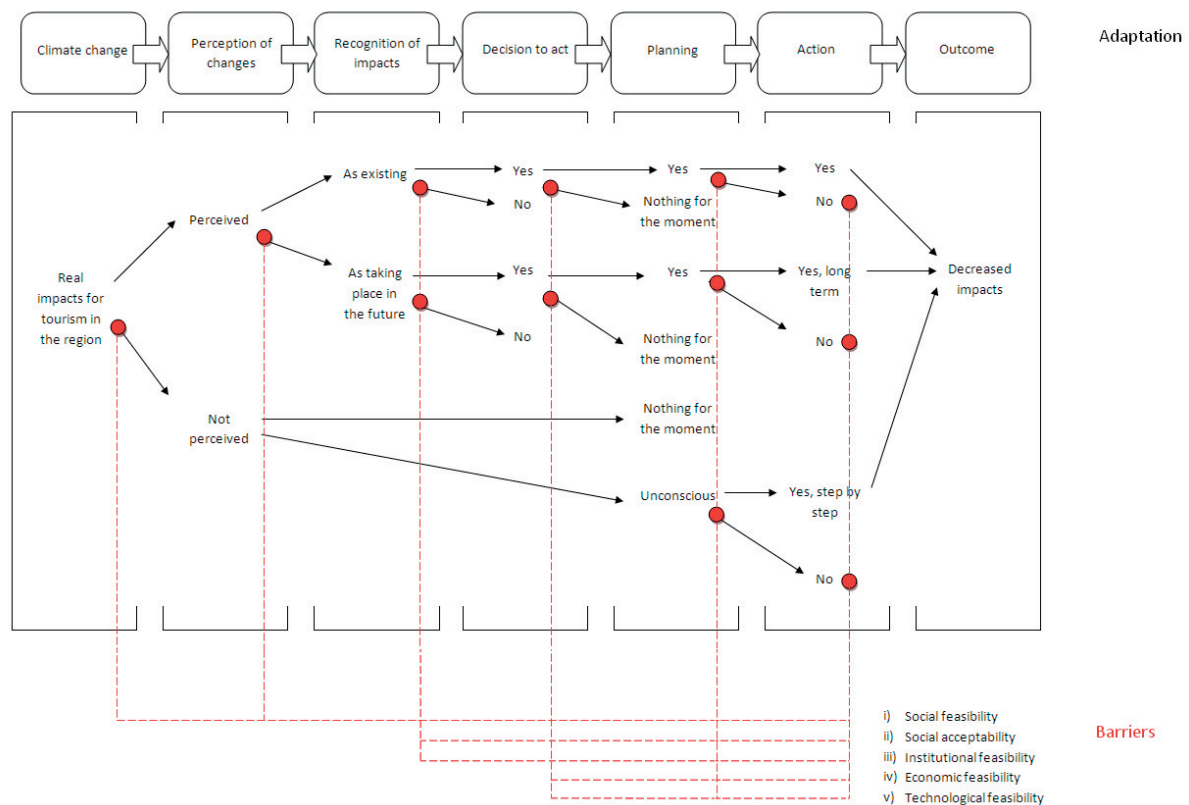 Climate change
Perception of
changes
Recognition of
impacts
Decision to act
Planning
Action
Outcome
Adaptation
As existing
Yes
Yes
Yes
No
Nothing for
the moment
No
Perceived
Real
impacts for
tourism in
the region
As taking
place in
the future
Yes
Yes
Yes, long
term
Decreased
impacts
No
Nothing for
the moment
No
Not
perceived
Nothing for
the moment
Unconscious
Yes, step by
step
No
i) Social feasibility
ii) Social acceptability
iii) Institutional feasibility
iv) Economic feasibility
v) Technological feasibility
Barriers